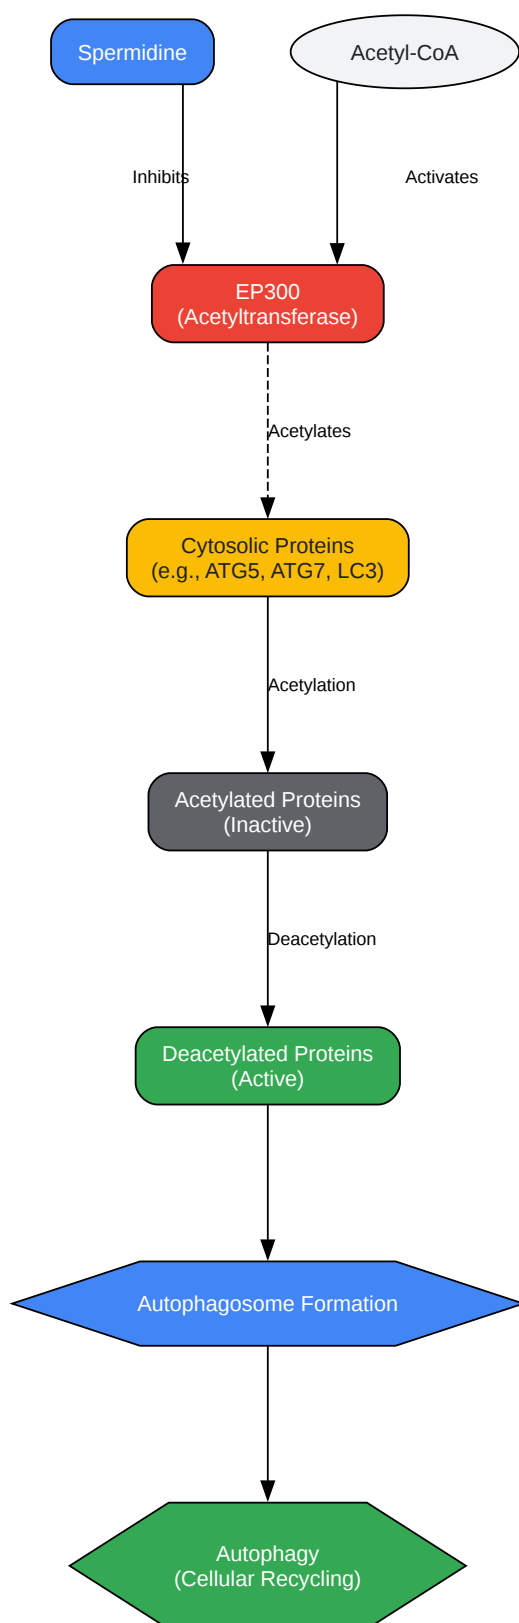 Spermidine
Acetyl-CoA
Inhibits
Activates
EP300
(Acetyltransferase)
Acetylates
Cytosolic Proteins
(e.g., ATG5, ATG7, LC3)
Acetylation
Acetylated Proteins
(Inactive)
Deacetylation
Deacetylated Proteins
(Active)
Autophagosome Formation
Autophagy
(Cellular Recycling)